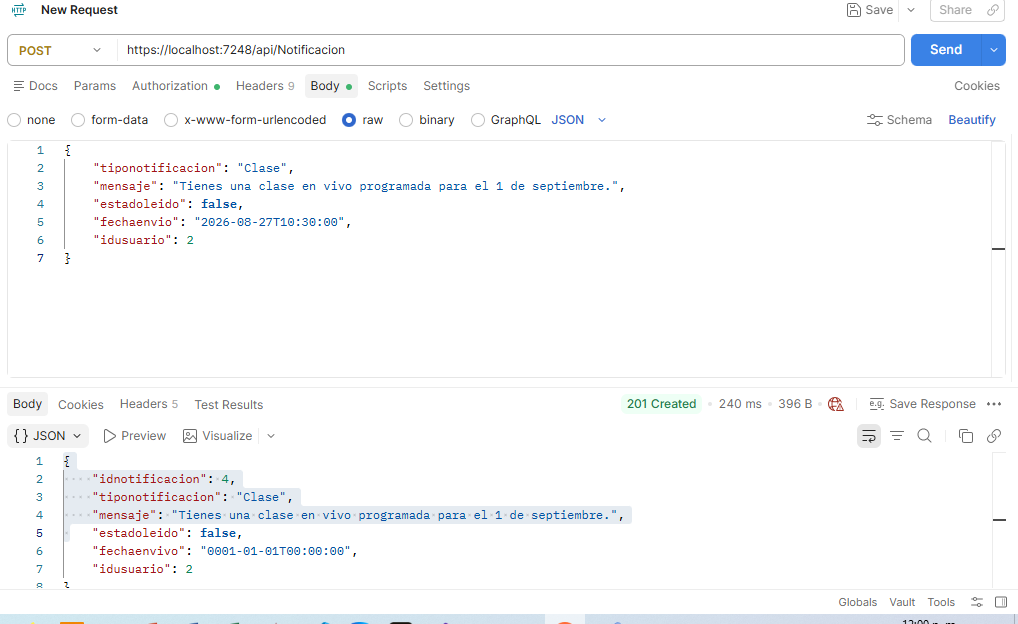 HTTP New Request Save Share
POST https://localhost:7248/api/Notificacion Send
Docs Params Authorization Headers 9 Body Scripts Settings Cookies
none form-data x-www-form-urlencoded raw binary GraphQL JSON Schema Beautify
1 {
2 "tiponotificacion": "Clase",
3 "mensaje": "Tienes una clase en vivo programada para el 1 de septiembre.",
4 "estadoleido": false,
5 "fechaenvio": "2026-08-27T10:30:00",
6 "idusuario": 2
7 }
Body Cookies Headers 5 Test Results 201 Created 240 ms 396 B e.g. Save Response
{} JSON Preview Visualize
1 {
2 "idnotificacion": 4,
3 "tiponotificacion": "Clase",
4 "mensaje": "Tienes una clase en vivo programada para el 1 de septiembre.",
5 "estadoleido": false,
6 "fechaenvivo": "0001-01-01T00:00:00",
7 "idusuario": 2
8 }
Globals Vault Tools